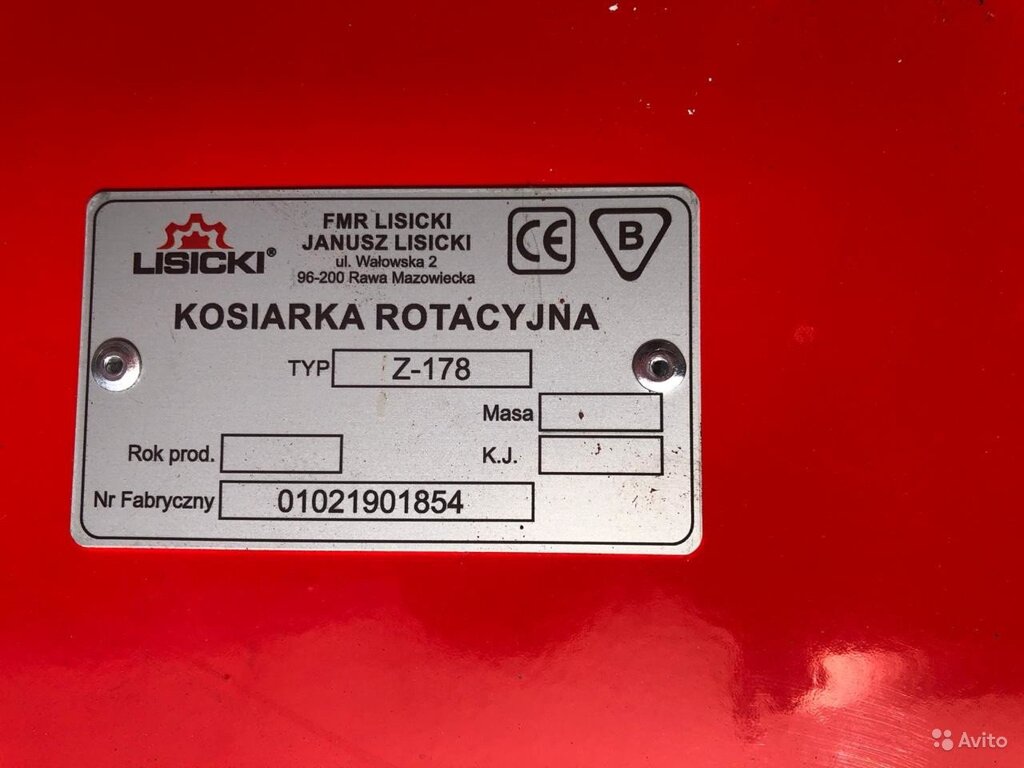 LISICKI®
FMR LISICKI
JANUSZ LISICKI
ul. Wałowska 2
96-200 Rawa Mazowiecka
CE
B
KOSIARKA ROTACYJNA
TYP Z-178
Masa
Rok prod.
K.J.
Nr Fabryczny 01021901854
Avito